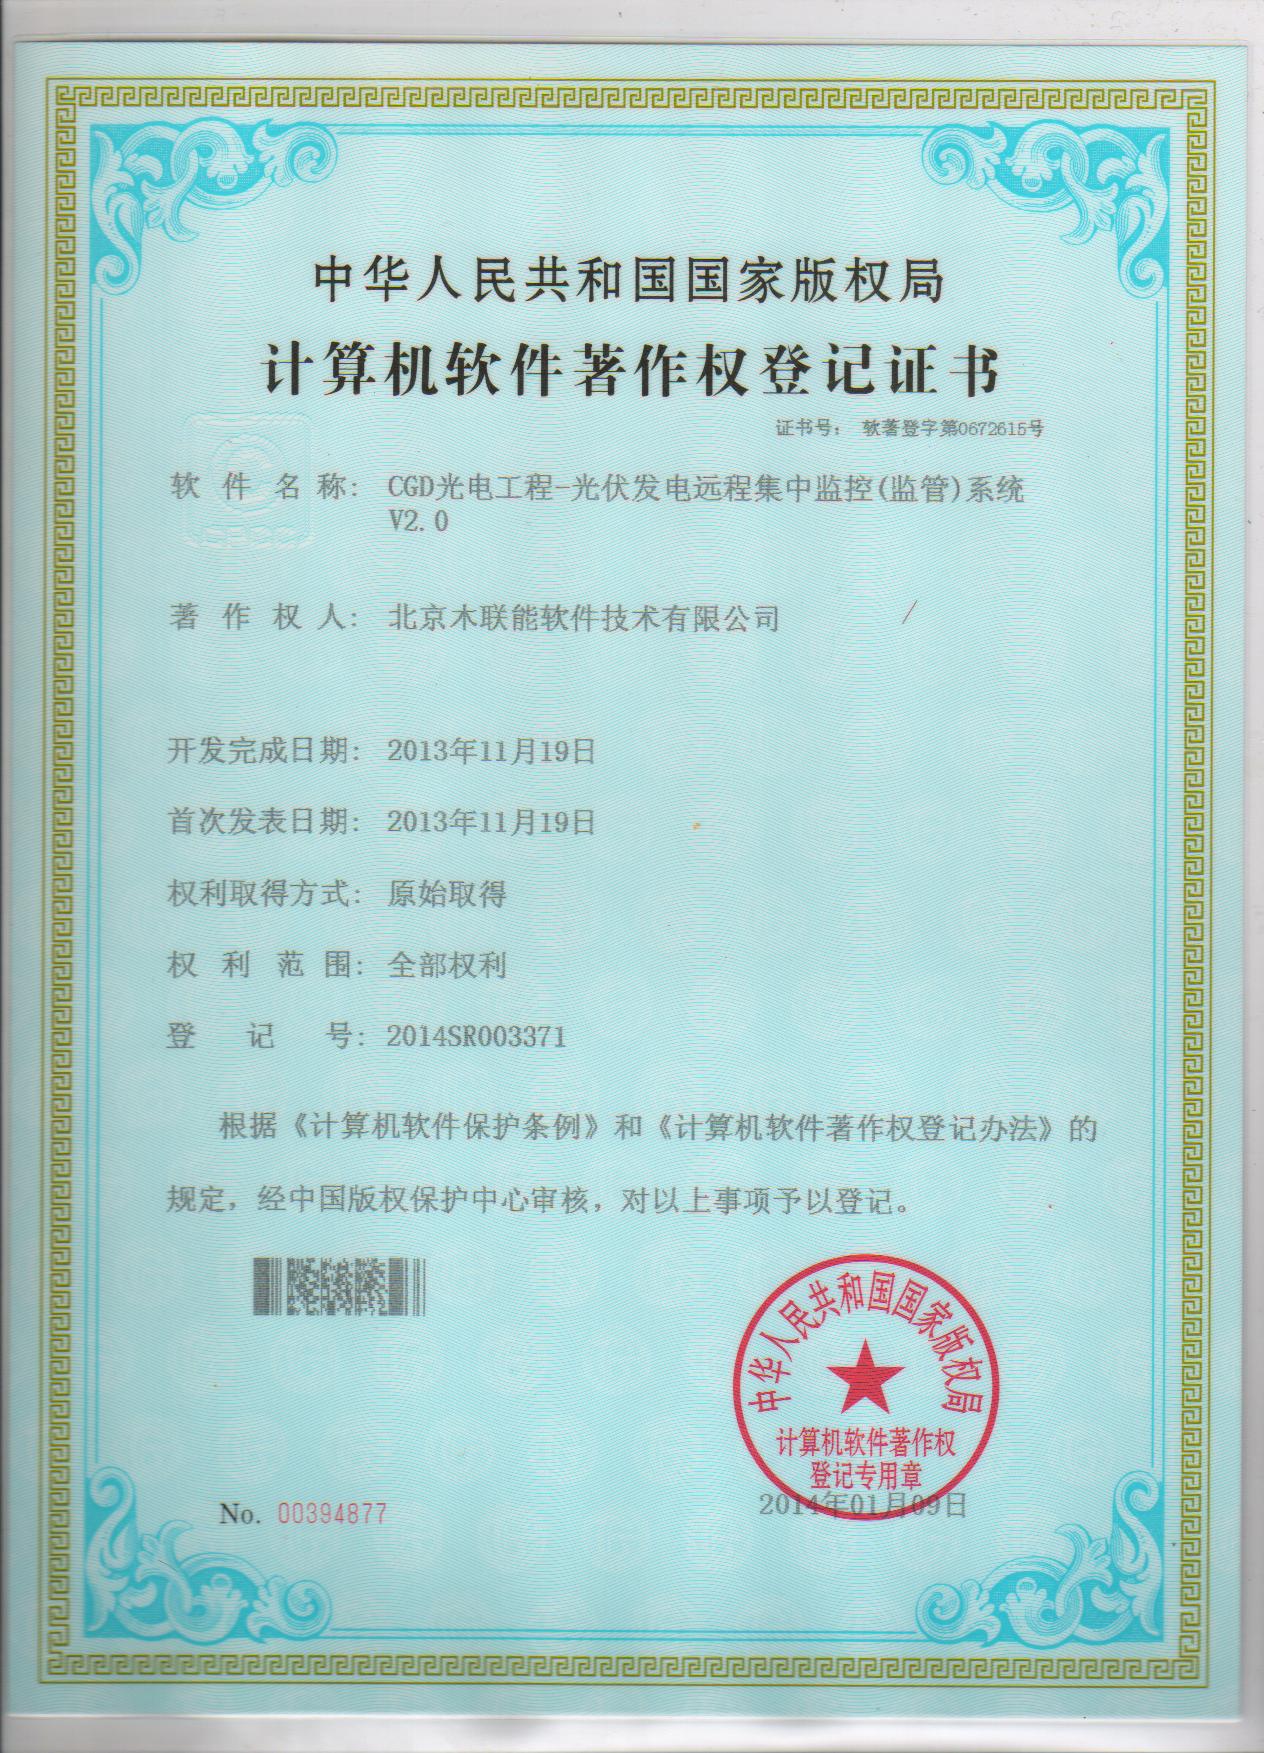 中华人民共和国国家版权局
计算机软件著作权登记证书
证书号： 软著登字第0672615号
软件名称： CGD光电工程-光伏发电远程集中监控(监管)系统
V2.0
著作权人： 北京木联能软件技术有限公司
开发完成日期： 2013年11月19日
首次发表日期： 2013年11月19日
权利取得方式： 原始取得
权利范围： 全部权利
登记号： 2014SR003371
根据《计算机软件保护条例》和《计算机软件著作权登记办法》的
规定，经中国版权保护中心审核，对以上事项予以登记。
中华人民共和国国家版权局
计算机软件著作权
登记专用章
No. 00394877
2014年01月09日